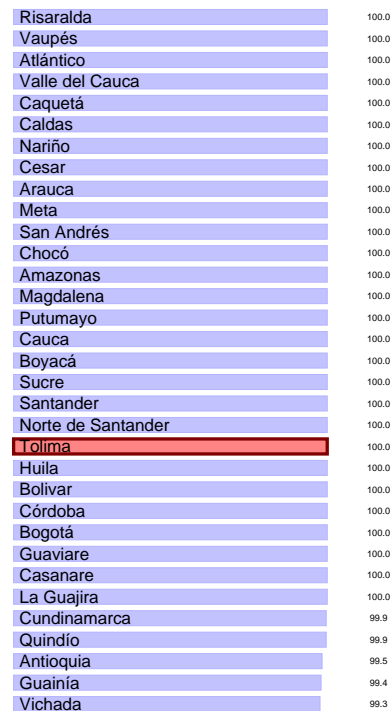 Risaralda 100.0
Vaupés 100.0
Atlántico 100.0
Valle del Cauca 100.0
Caquetá 100.0
Caldas 100.0
Nariño 100.0
Cesar 100.0
Arauca 100.0
Meta 100.0
San Andrés 100.0
Chocó 100.0
Amazonas 100.0
Magdalena 100.0
Putumayo 100.0
Cauca 100.0
Boyacá 100.0
Sucre 100.0
Santander 100.0
Norte de Santander 100.0
Tolima 100.0
Huila 100.0
Bolivar 100.0
Córdoba 100.0
Bogotá 100.0
Guaviare 100.0
Casanare 100.0
La Guajira 100.0
Cundinamarca 99.9
Quindío 99.9
Antioquia 99.5
Guainía 99.4
Vichada 99.3